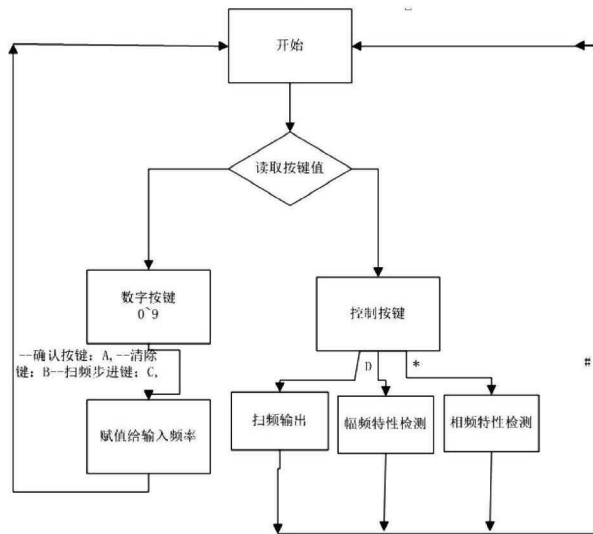 开始
读取按键值
数字按键
0~9
控制按键
--确认按键：A,--清除
键：B--扫频步进键：C,
D
*
#
赋值给输入频率
扫频输出
幅频特性检测
相频特性检测